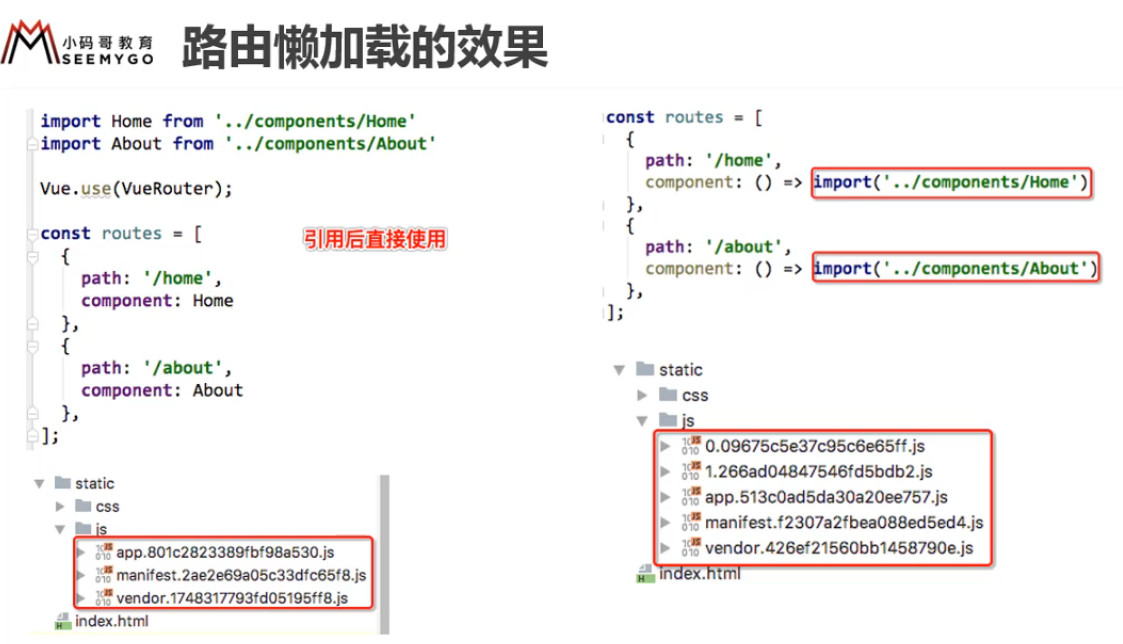 小码哥教育
SEEMYGO
路由懒加载的效果
import Home from '../components/Home'
import About from '../components/About'
Vue.use(VueRouter);
const routes = [
{
path: '/home',
component: Home
},
{
path: '/about',
component: About
},
];
引用后直接使用
static
css
js
app.801c2823389fbf98a530.js
manifest.2ae2e69a05c33dfc65f8.js
vendor.1748317793fd05195ff8.js
index.html
const routes = [
{
path: '/home',
component: () => import('../components/Home')
},
{
path: '/about',
component: () => import('../components/About')
},
];
static
css
js
0.09675c5e37c95c6e65ff.js
1.266ad04847546fd5bdb2.js
app.513c0ad5da30a20ee757.js
manifest.f2307a2fbea088ed5ed4.js
vendor.426ef21560bb1458790e.js
index.html